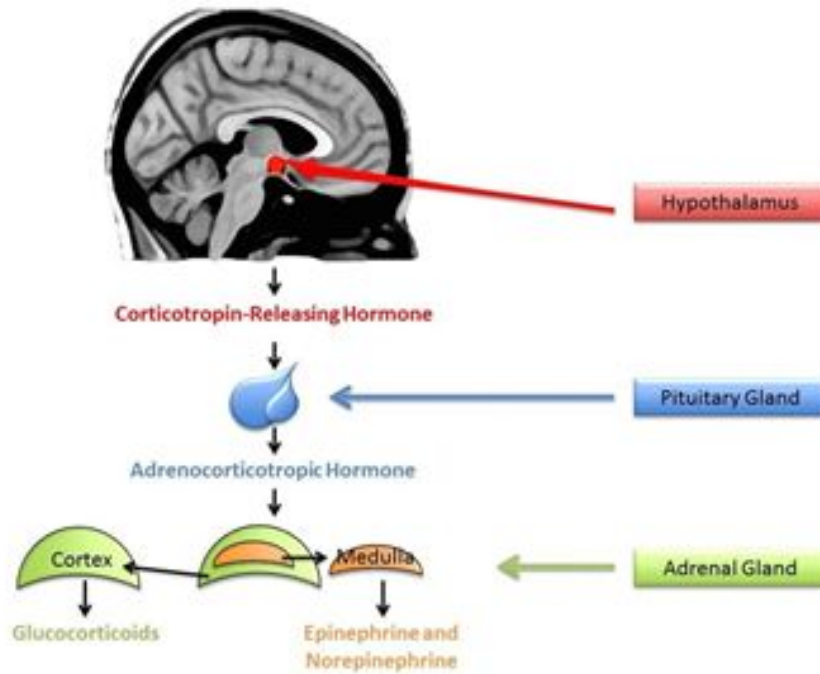 Hypothalamus
Corticotropin-Releasing Hormone
Pituitary Gland
Adrenocorticotropic Hormone
Cortex
Medulla
Adrenal Gland
Glucocorticoids
Epinephrine and
Norepinephrine